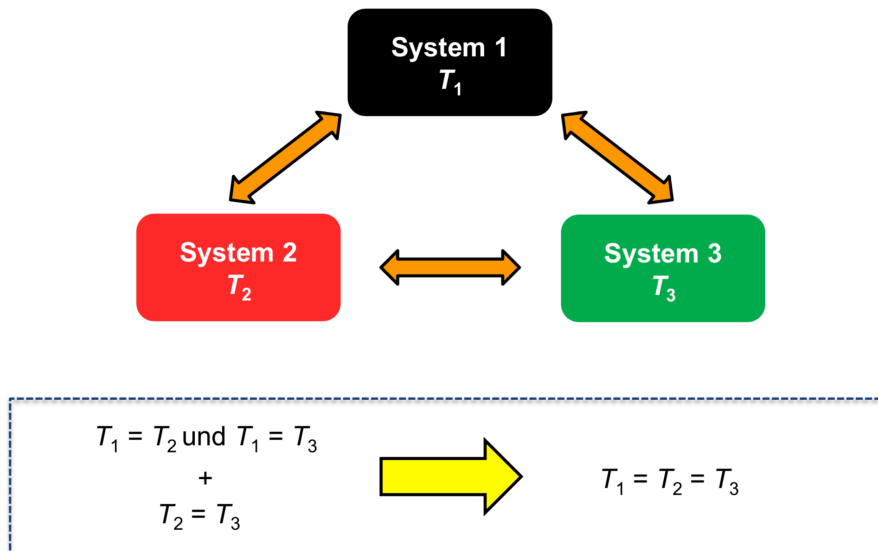 System 1
T₁
System 2
T₂
System 3
T₃
T₁ = T₂ und T₁ = T₃
+
T₂ = T₃
T₁ = T₂ = T₃